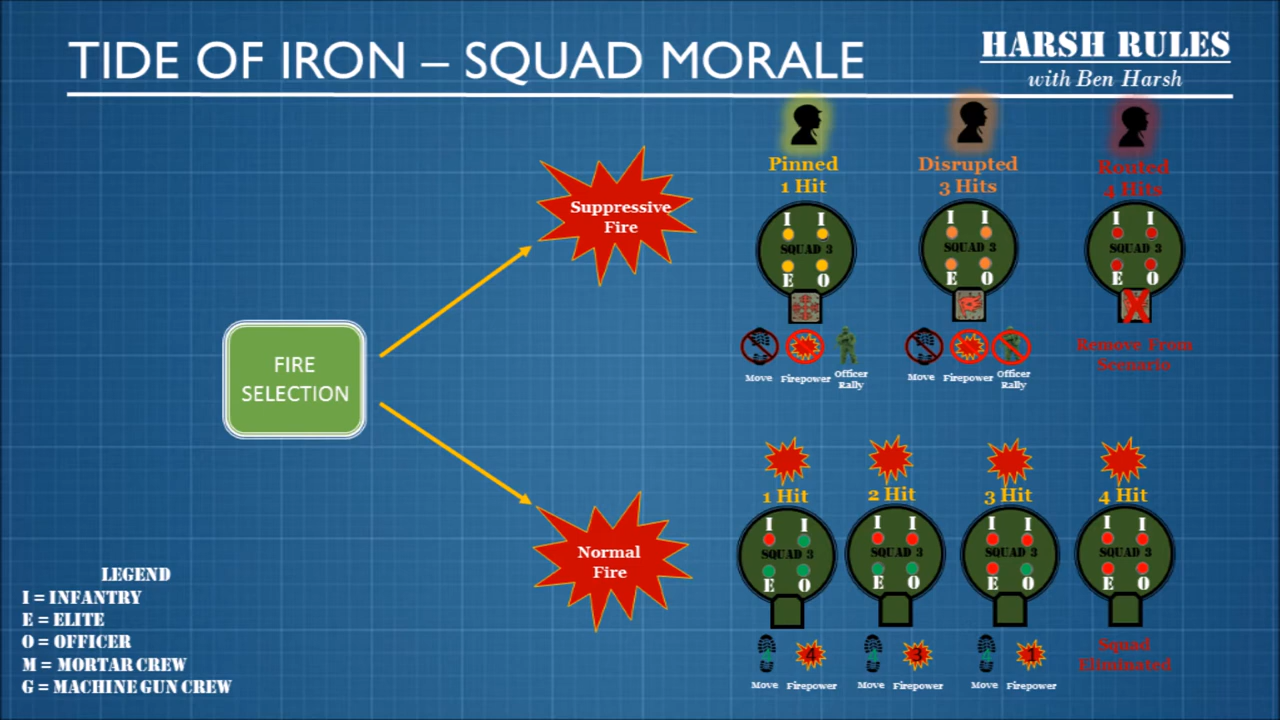 TIDE OF IRON – SQUAD MORALE
HARSH RULES
with Ben Harsh
Pinned
1 Hit
Disrupted
3 Hits
Routed
4 Hits
Suppressive
Fire
I I
SQUAD 3
E O
I I
SQUAD 3
E O
I I
SQUAD 3
E O
X
Move
Firepower
Officer
Rally
Move
Firepower
Officer
Rally
Remove From
Scenario
FIRE
SELECTION
Normal
Fire
1 Hit
2 Hit
3 Hit
4 Hit
I I
SQUAD 3
E O
I I
SQUAD 3
E O
I I
SQUAD 3
E O
I I
SQUAD 3
E O
4
3
1
Move
Firepower
Move
Firepower
Move
Firepower
Squad
Eliminated
LEGEND
I = INFANTRY
E = ELITE
O = OFFICER
M = MORTAR CREW
G = MACHINE GUN CREW